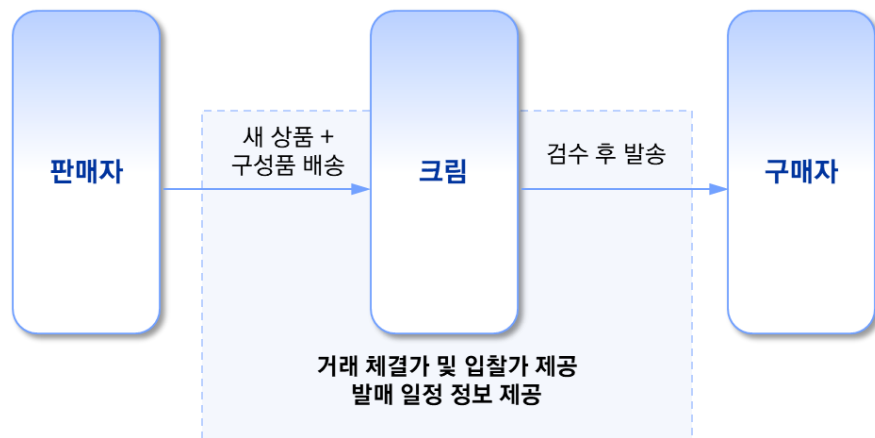 판매자
새 상품 +
구성품 배송
크림
검수 후 발송
구매자
거래 체결가 및 입찰가 제공
발매 일정 정보 제공